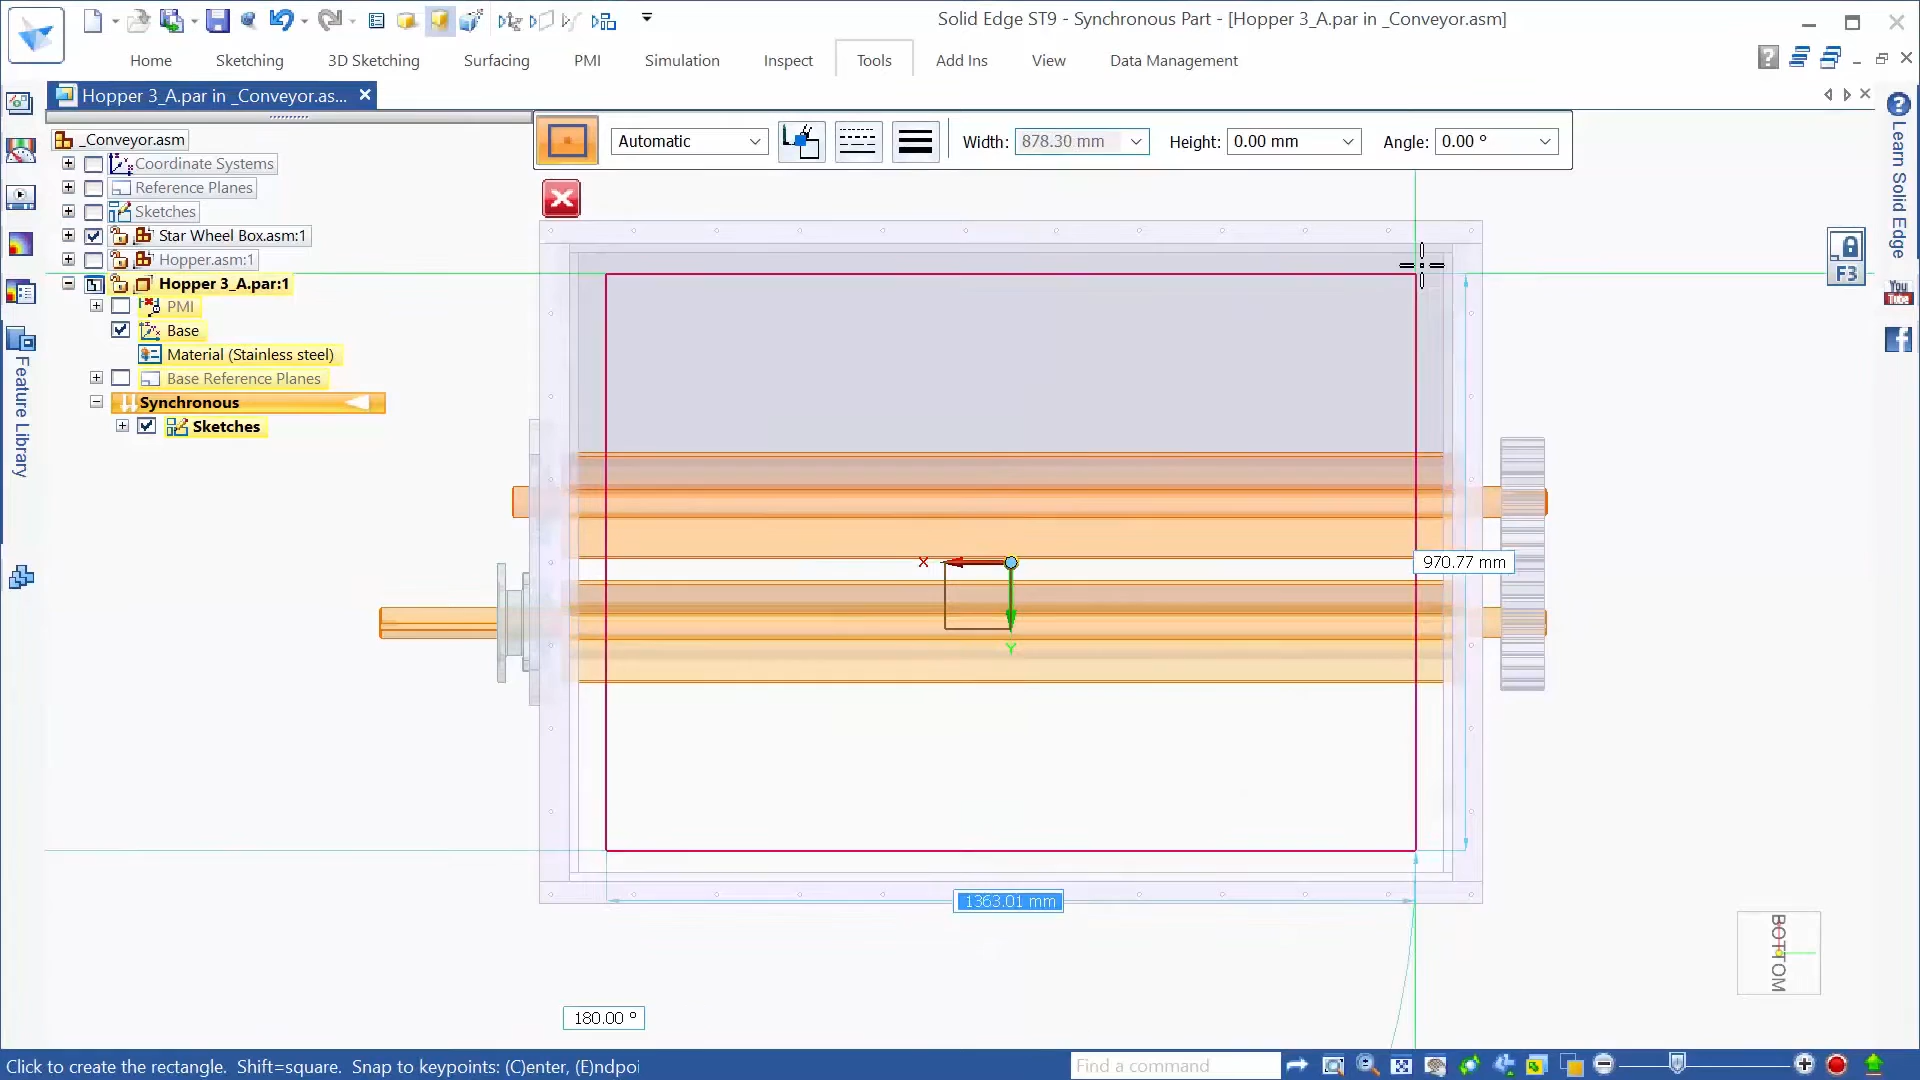 Solid Edge ST9 - Synchronous Part - [Hopper 3_A.par in _Conveyor.asm]
Home
Sketching
3D Sketching
Surfacing
PMI
Simulation
Inspect
Tools
Add Ins
View
Data Management
Hopper 3_A.par in _Conveyor.as...
_Conveyor.asm
Coordinate Systems
Reference Planes
Sketches
Star Wheel Box.asm:1
Hopper.asm:1
Hopper 3_A.par:1
PMI
Base
Material (Stainless steel)
Base Reference Planes
Synchronous
Sketches
Feature Library
Automatic
Width: 878.30 mm
Height: 0.00 mm
Angle: 0.00 °
F3
Learn Solid Edge
You
Tube
X
Y
970.77 mm
1363.01 mm
180.00 °
BOTTOM
Click to create the rectangle. Shift=square. Snap to keypoints: (C)enter, (E)ndpoi
Find a command